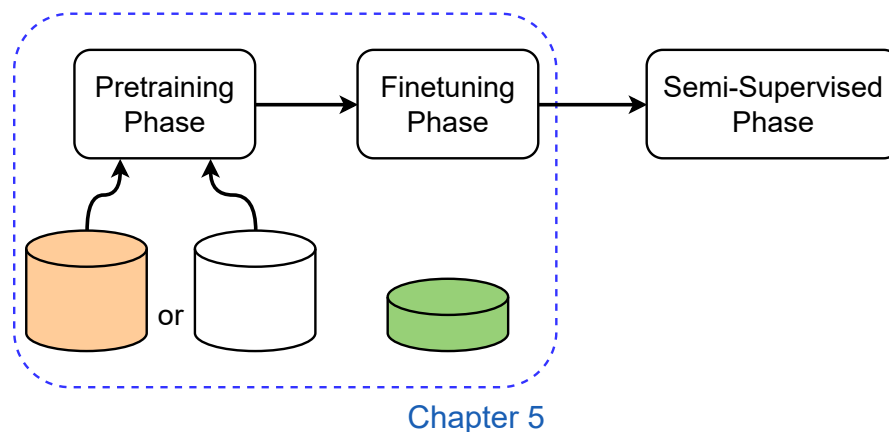 Pretraining
Phase
Finetuning
Phase
Semi-Supervised
Phase
or
Chapter 5